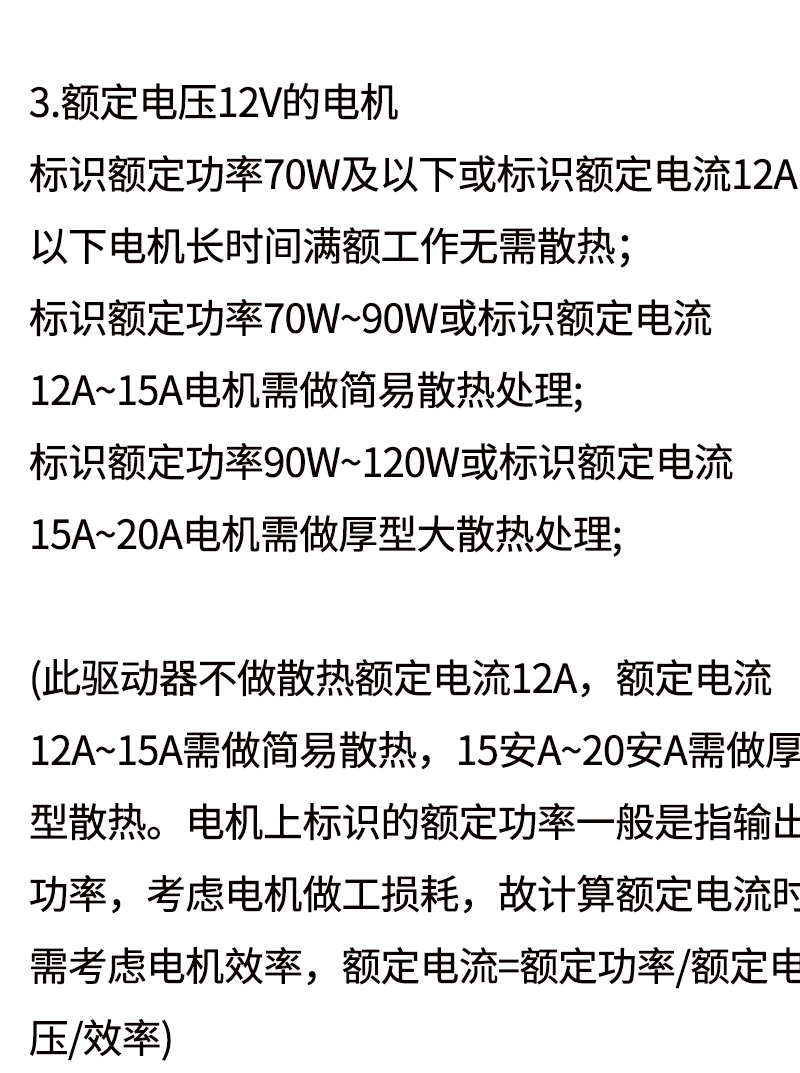 3.额定电压12V的电机
标识额定功率70W及以下或标识额定电流12A
以下电机长时间满额工作无需散热；
标识额定功率70W~90W或标识额定电流
12A~15A电机需做简易散热处理;
标识额定功率90W~120W或标识额定电流
15A~20A电机需做厚型大散热处理;
(此驱动器不做散热额定电流12A，额定电流
12A~15A需做简易散热，15安A~20安A需做厚
型散热。电机上标识的额定功率一般是指输出
功率，考虑电机做工损耗，故计算额定电流时
需考虑电机效率，额定电流=额定功率/额定电
压/效率)